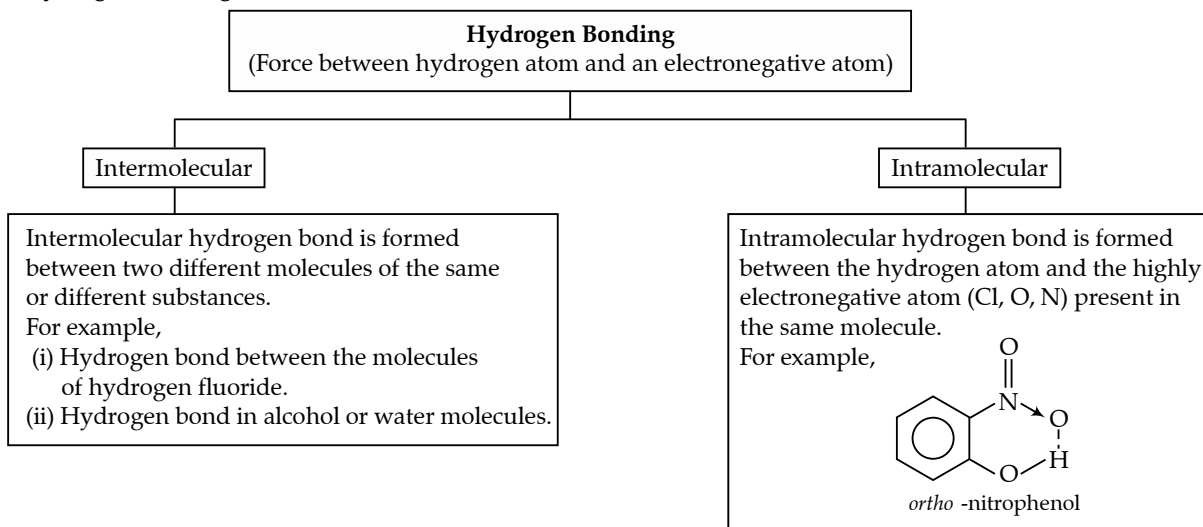 Hydrogen Bonding
(Force between hydrogen atom and an electronegative atom)
Intermolecular
Intramolecular
Intermolecular hydrogen bond is formed
between two different molecules of the same
or different substances.
For example,
(i) Hydrogen bond between the molecules
of hydrogen fluoride.
(ii) Hydrogen bond in alcohol or water molecules.
Intramolecular hydrogen bond is formed
between the hydrogen atom and the highly
electronegative atom (Cl, O, N) present in
the same molecule.
For example,
O
N
O
H
O
ortho -nitrophenol